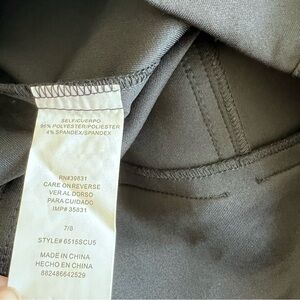 SELF/CUERPO
96% POLYESTER/POLIESTER
4% SPANDEX/SPANDEX
RN#39831
CARE ON REVERSE
VER AL DORSO
PARA CUIDADO
IMP# 35831
7/8
STYLE# 6515SCU5
MADE IN CHINA
HECHO EN CHINA
882486642529